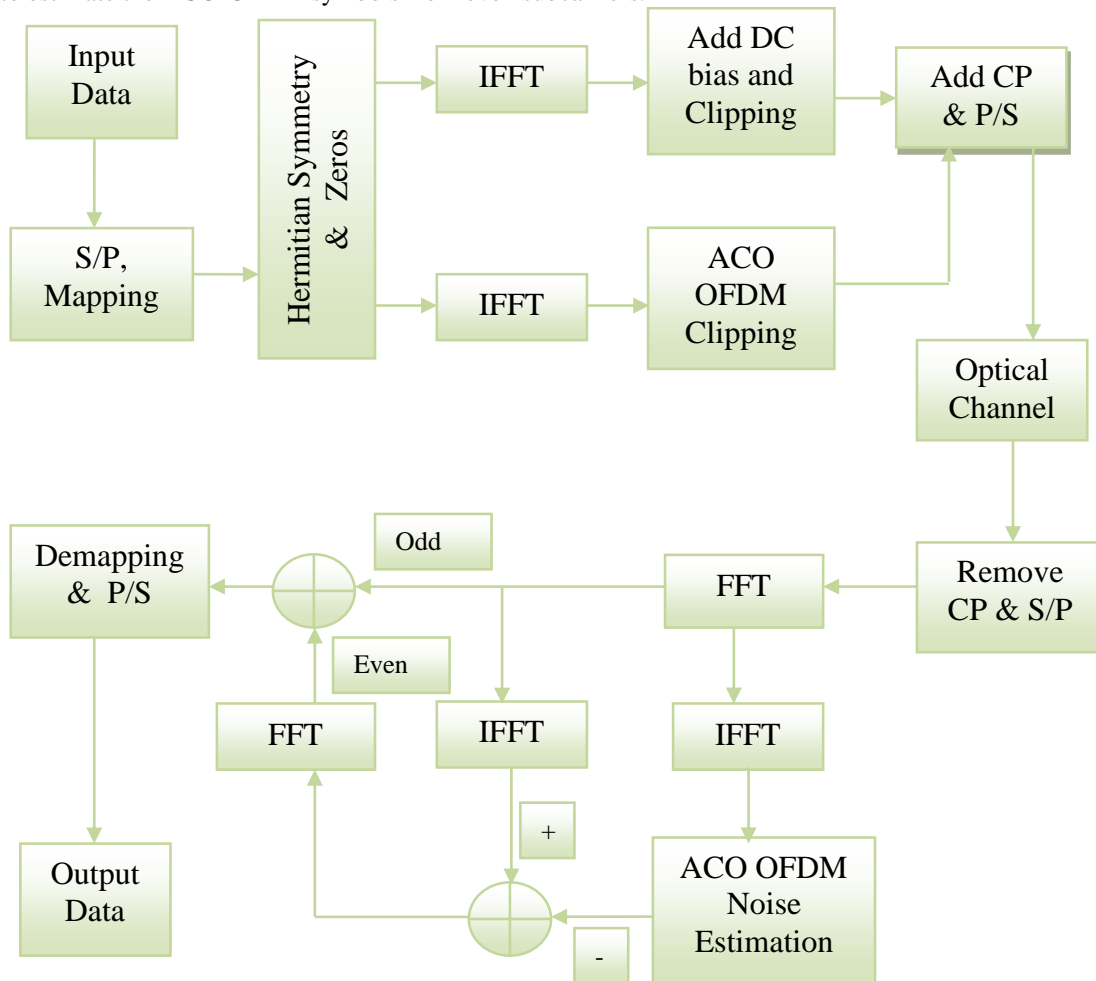 Input
Data
S/P,
Mapping
Hermitian Symmetry
& Zeros
IFFT
Add DC
bias and
Clipping
Add CP
& P/S
IFFT
ACO
OFDM
Clipping
Optical
Channel
Remove
CP & S/P
FFT
Odd
Demapping
& P/S
Even
FFT
IFFT
IFFT
+
ACO OFDM
Noise
Estimation
-
Output
Data